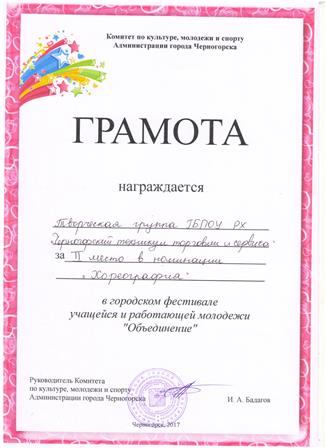 Комитет по культуре, молодежи и спорту
Администрации города Черногорска
ГРАМОТА
награждается
Творческая группа ГБПОУ РХ
"Черногорский техникум торговли и сервиса"
за II место в номинации
"Хореография"
в городском фестивале
учащейся и работающей молодежи
"Объединение"
Руководитель Комитета
по культуре, молодежи и спорту
Администрации города Черногорска
И. А. Бадагов
Черногорск, 2017